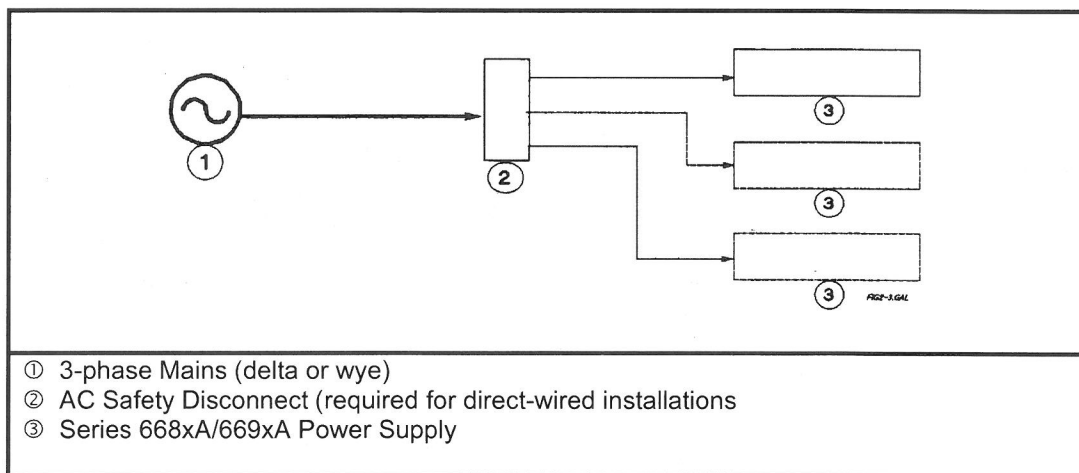 3
1
2
3
3
FIG2-3.GAL
① 3-phase Mains (delta or wye)
② AC Safety Disconnect (required for direct-wired installations
③ Series 668xA/669xA Power Supply